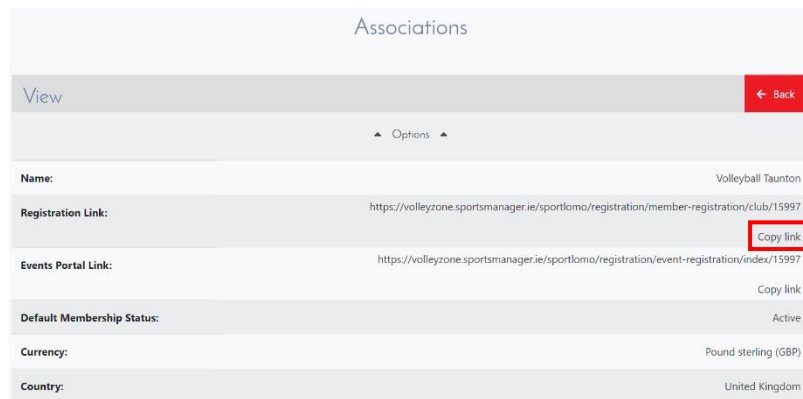 Associations
View
← Back
▲ Options ▲
Name: Volleyball Taunton
Registration Link: https://volleyzone.sportsmanager.ie/sportlomo/registration/member-registration/club/15997
Copy link
Events Portal Link: https://volleyzone.sportsmanager.ie/sportlomo/registration/event-registration/index/15997
Copy link
Default Membership Status: Active
Currency: Pound sterling (GBP)
Country: United Kingdom